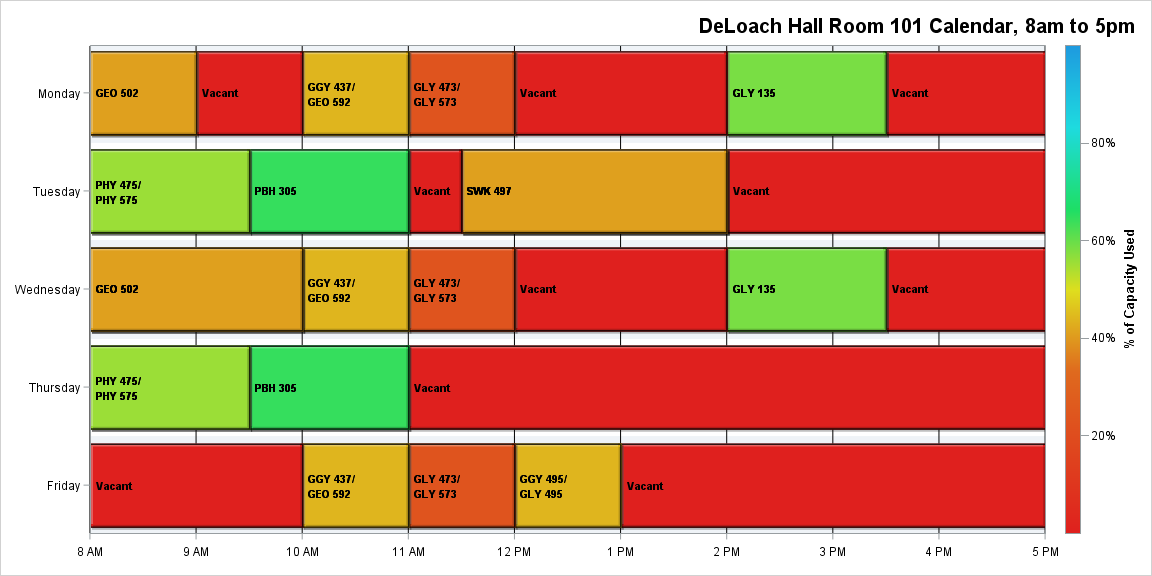 DeLoach Hall Room 101 Calendar, 8am to 5pm
Monday
GEO 502
Vacant
GGY 437/
GEO 592
GLY 473/
GLY 573
Vacant
GLY 135
Vacant
Tuesday
PHY 475/
PHY 575
PBH 305
Vacant
SWK 497
Vacant
Wednesday
GEO 502
GGY 437/
GEO 592
GLY 473/
GLY 573
Vacant
GLY 135
Vacant
Thursday
PHY 475/
PHY 575
PBH 305
Vacant
Friday
Vacant
GGY 437/
GEO 592
GLY 473/
GLY 573
GGY 495/
GLY 495
Vacant
8 AM
9 AM
10 AM
11 AM
12 PM
1 PM
2 PM
3 PM
4 PM
5 PM
80%
60%
40%
20%
% of Capacity Used